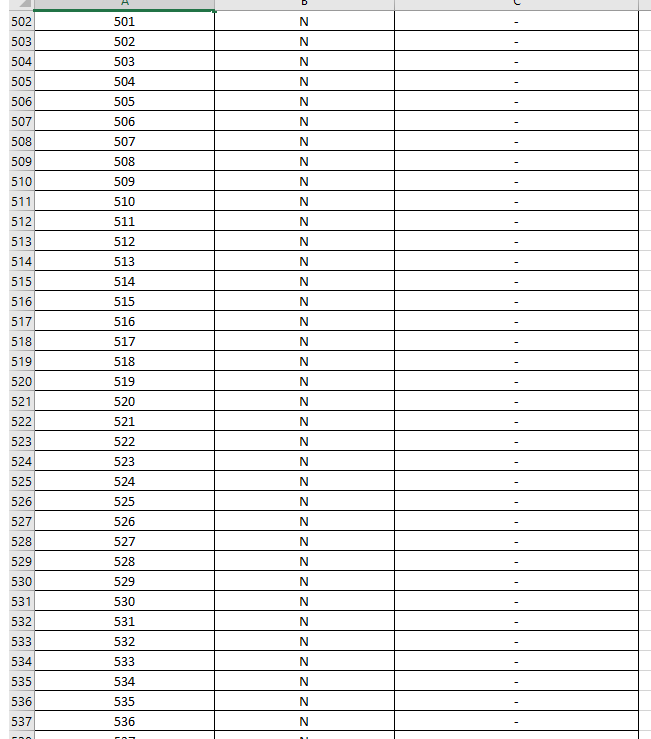 A B C
502 501 N -
503 502 N -
504 503 N -
505 504 N -
506 505 N -
507 506 N -
508 507 N -
509 508 N -
510 509 N -
511 510 N -
512 511 N -
513 512 N -
514 513 N -
515 514 N -
516 515 N -
517 516 N -
518 517 N -
519 518 N -
520 519 N -
521 520 N -
522 521 N -
523 522 N -
524 523 N -
525 524 N -
526 525 N -
527 526 N -
528 527 N -
529 528 N -
530 529 N -
531 530 N -
532 531 N -
533 532 N -
534 533 N -
535 534 N -
536 535 N -
537 536 N -